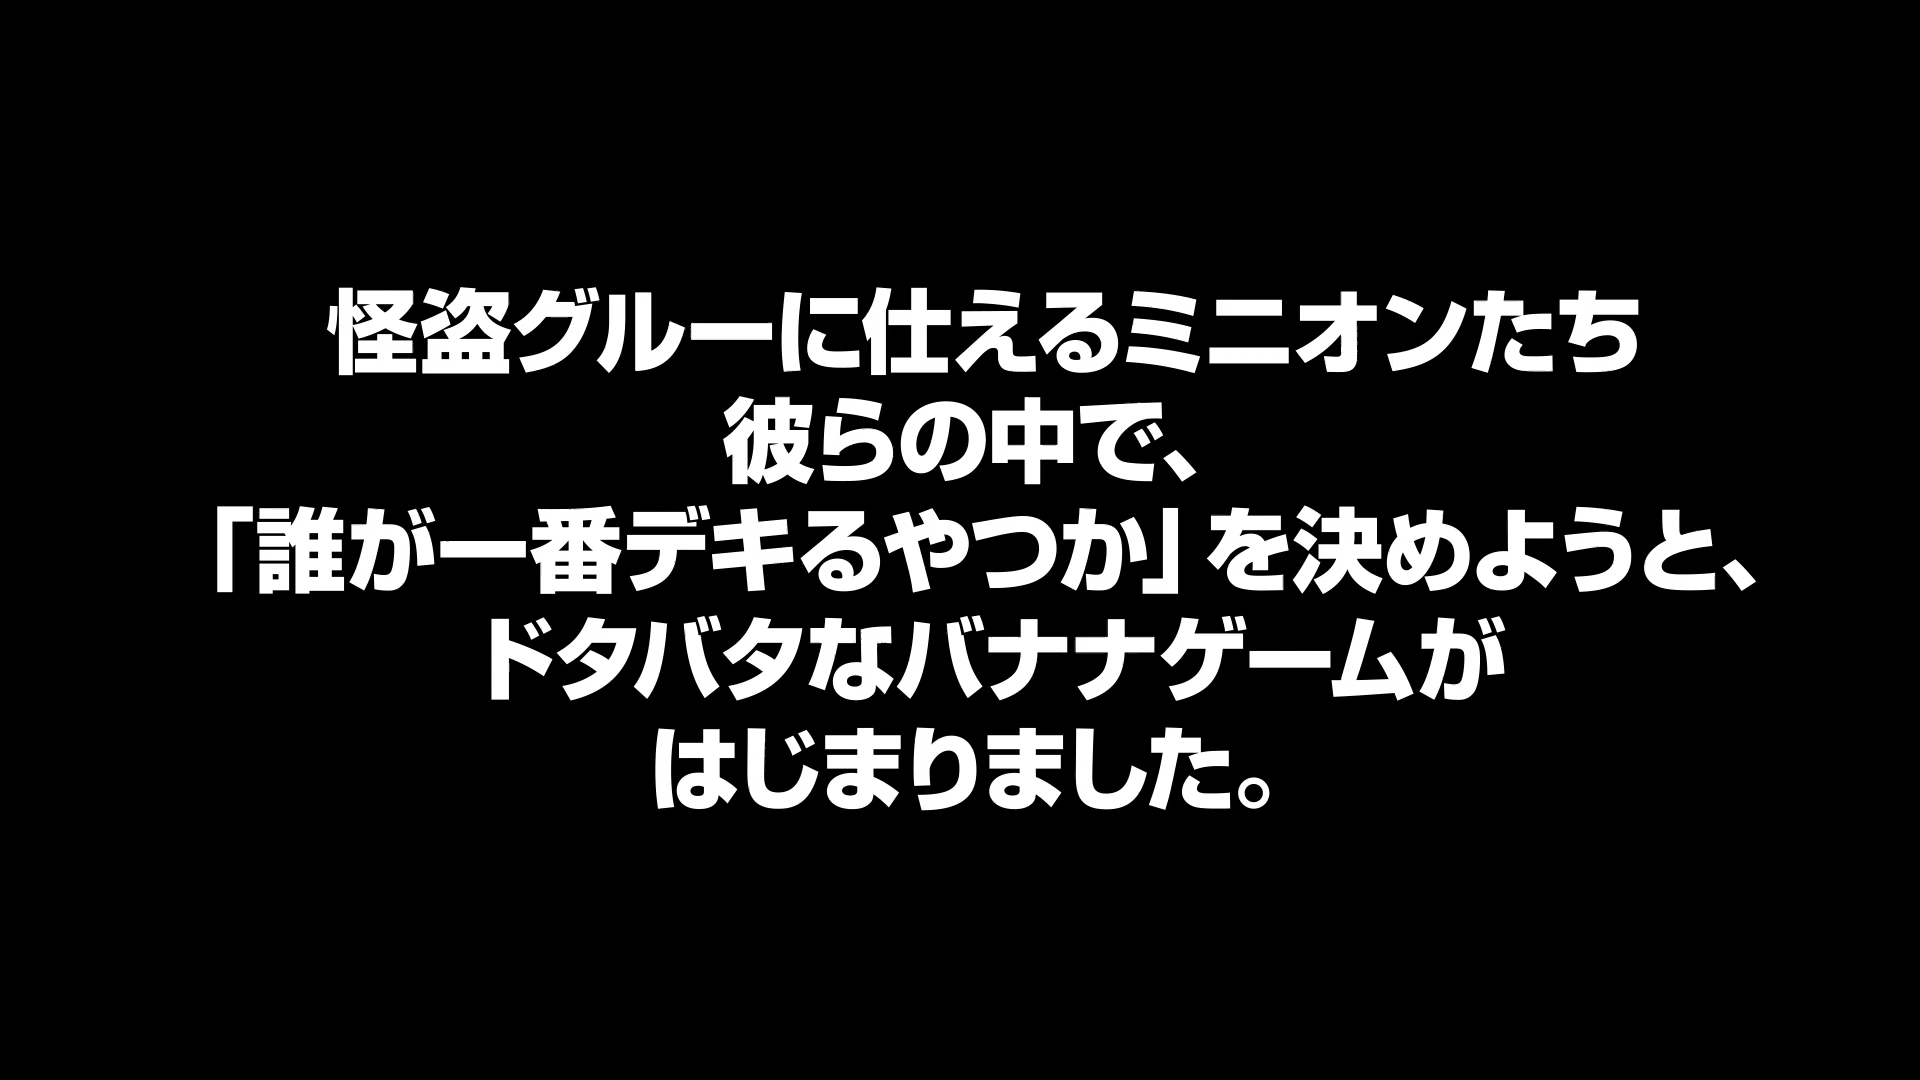 怪盗グルーに仕えるミニオンたち
彼らの中で、
「誰が一番デキるやつか」を決めようと、
ドタバタなバナナゲームが
はじまりました。